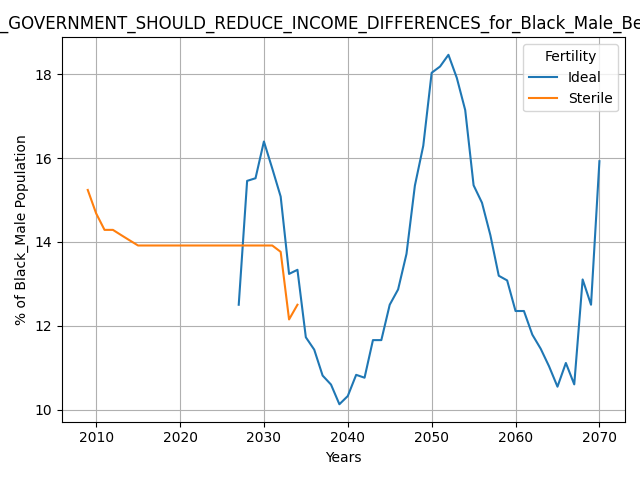 _GOVERNMENT_SHOULD_REDUCE_INCOME_DIFFERENCES_for_Black_Male_Be
Fertility
Ideal
Sterile
% of Black_Male Population
18
16
14
12
10
2010 2020 2030 2040 2050 2060 2070
Years